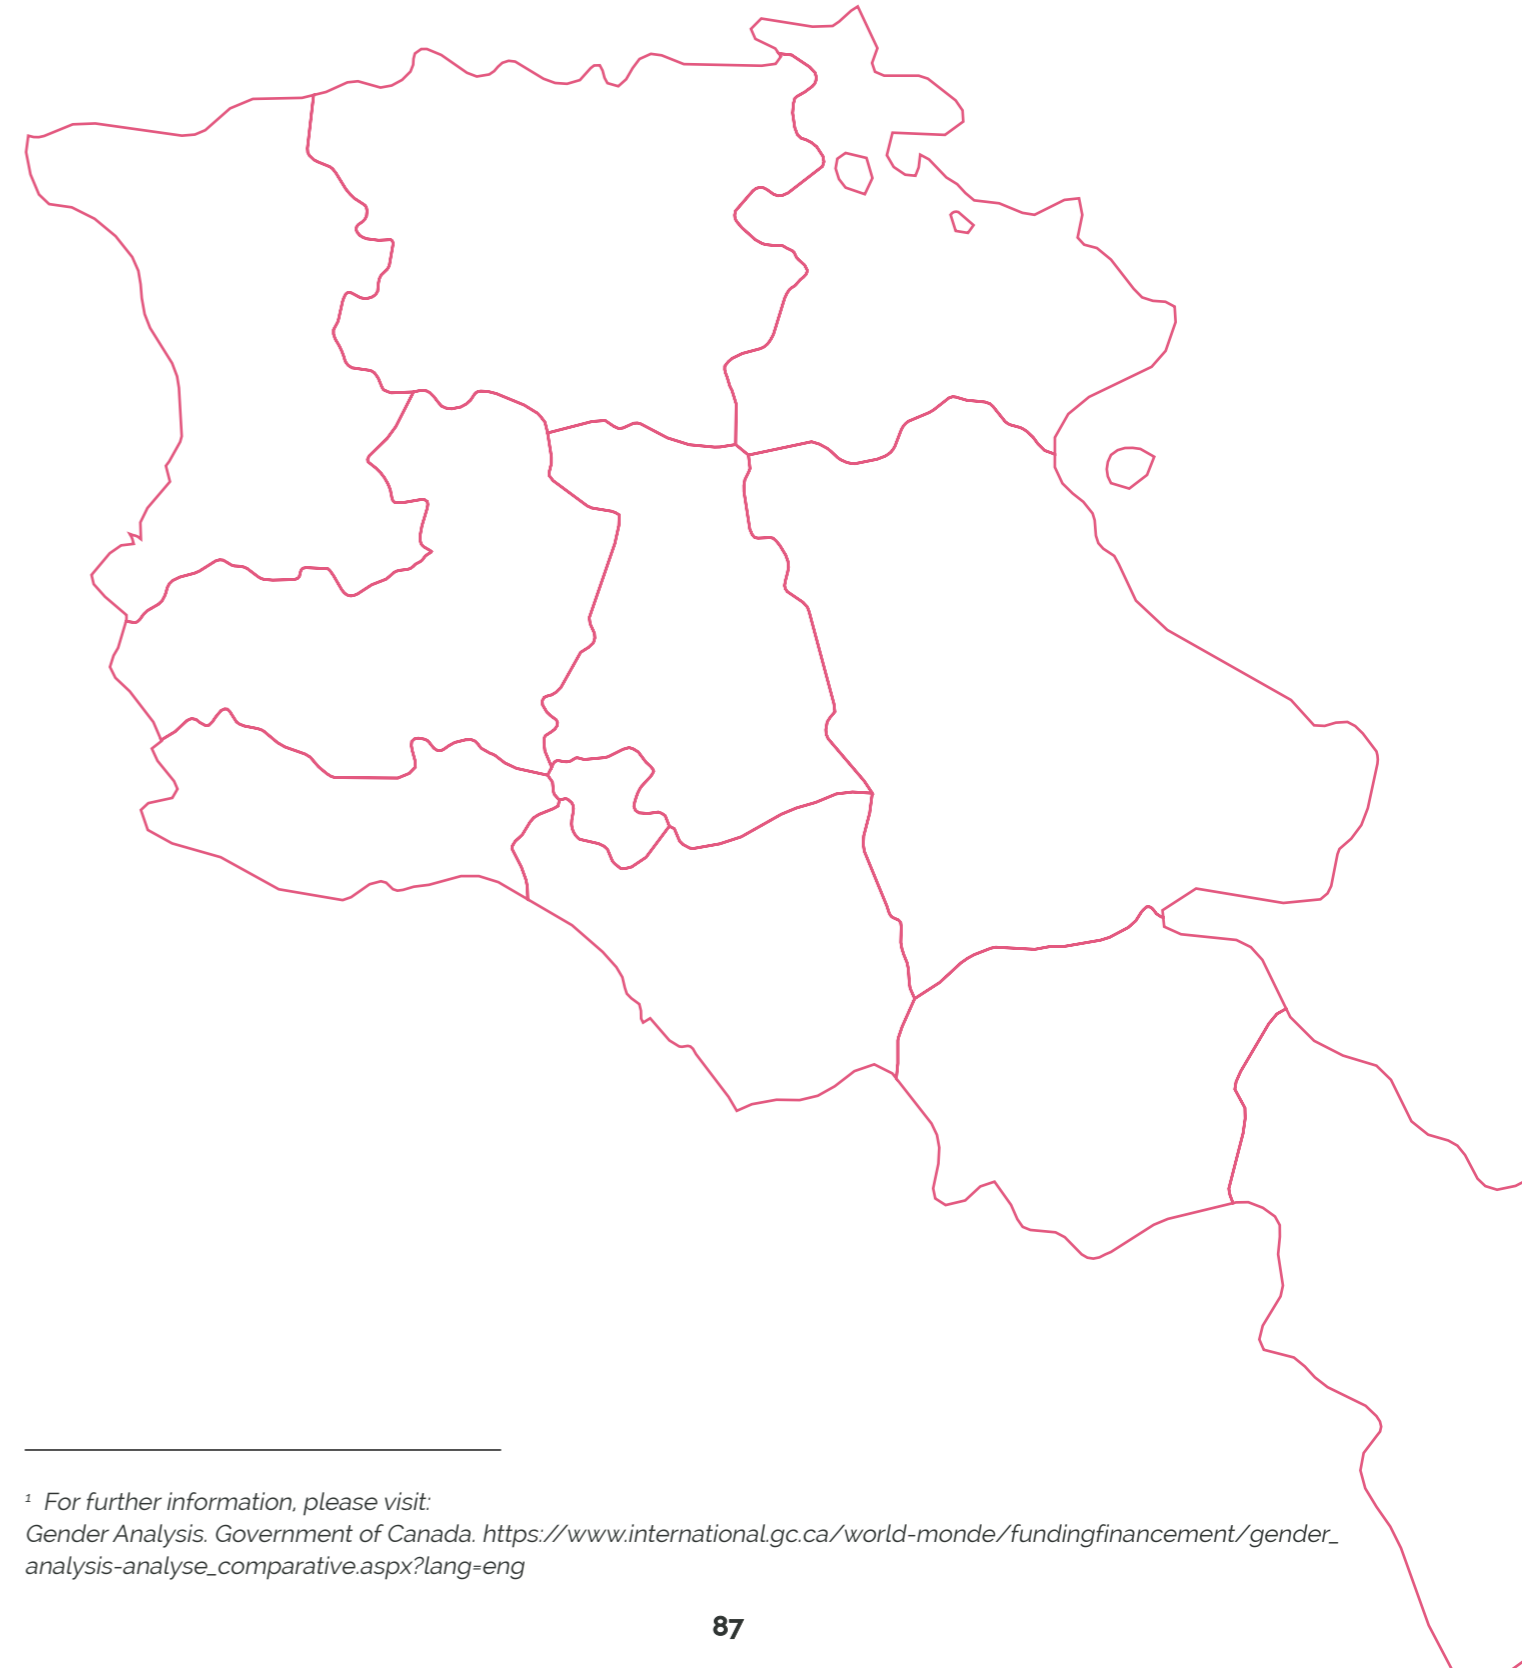 ¹ For further information, please visit:
Gender Analysis. Government of Canada. https://www.international.gc.ca/world-monde/fundingfinancement/gender_
analysis-analyse_comparative.aspx?lang=eng
87